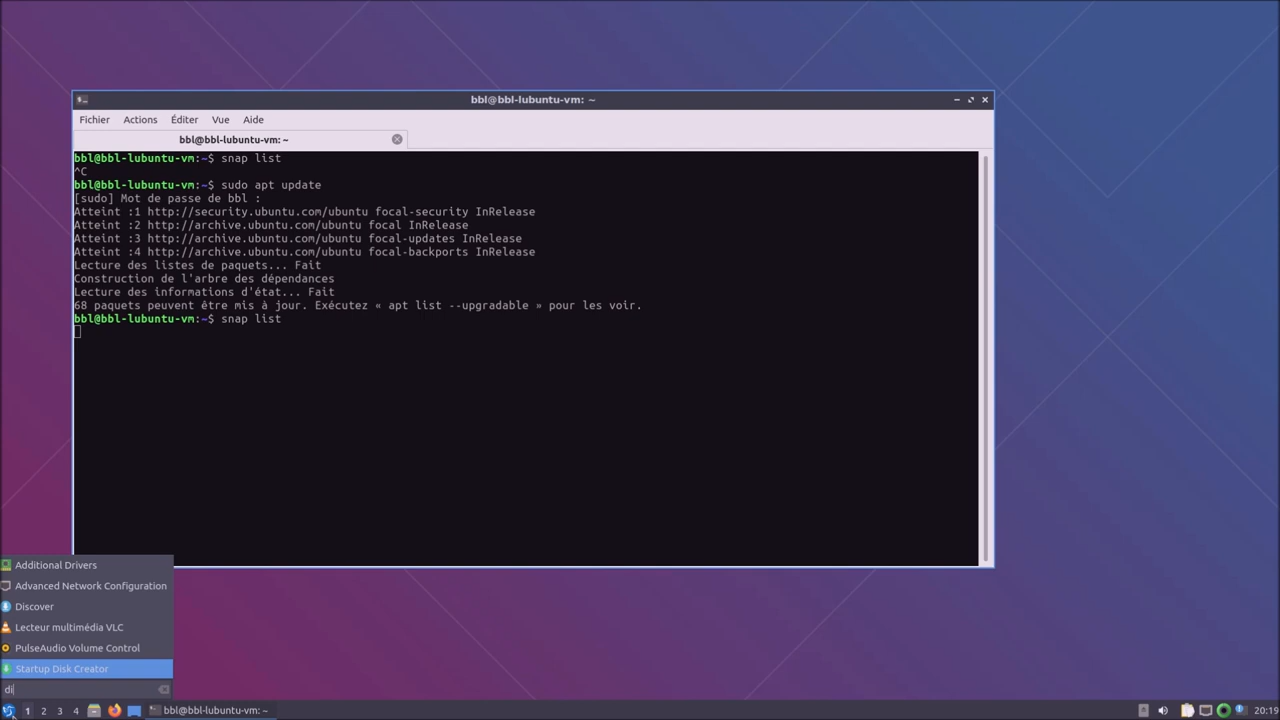 bbl@bbl-lubuntu-vm: ~
Fichier Actions Éditer Vue Aide
bbl@bbl-lubuntu-vm: ~
bbl@bbl-lubuntu-vm:~$ snap list
^C
bbl@bbl-lubuntu-vm:~$ sudo apt update
[sudo] Mot de passe de bbl :
Atteint :1 http://security.ubuntu.com/ubuntu focal-security InRelease
Atteint :2 http://archive.ubuntu.com/ubuntu focal InRelease
Atteint :3 http://archive.ubuntu.com/ubuntu focal-updates InRelease
Atteint :4 http://archive.ubuntu.com/ubuntu focal-backports InRelease
Lecture des listes de paquets... Fait
Construction de l'arbre des dépendances
Lecture des informations d'état... Fait
68 paquets peuvent être mis à jour. Exécutez « apt list --upgradable » pour les voir.
bbl@bbl-lubuntu-vm:~$ snap list
Additional Drivers
Advanced Network Configuration
Discover
Lecteur multimédia VLC
PulseAudio Volume Control
Startup Disk Creator
di
1 2 3 4 bbl@bbl-lubuntu-vm: ~ 20:19